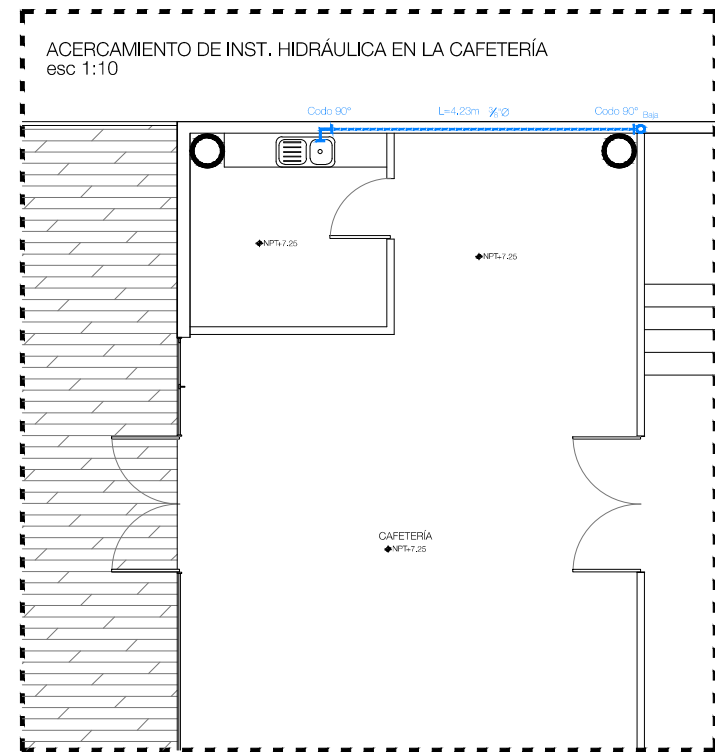 ACERCAMIENTO DE INST. HIDRÁULICA EN LA CAFETERÍA
esc 1:10
Codo 90° L=4.23m Codo 90° Baja
NPT+7.25
NPT+7.25
CAFETERÍA
NPT+7.25